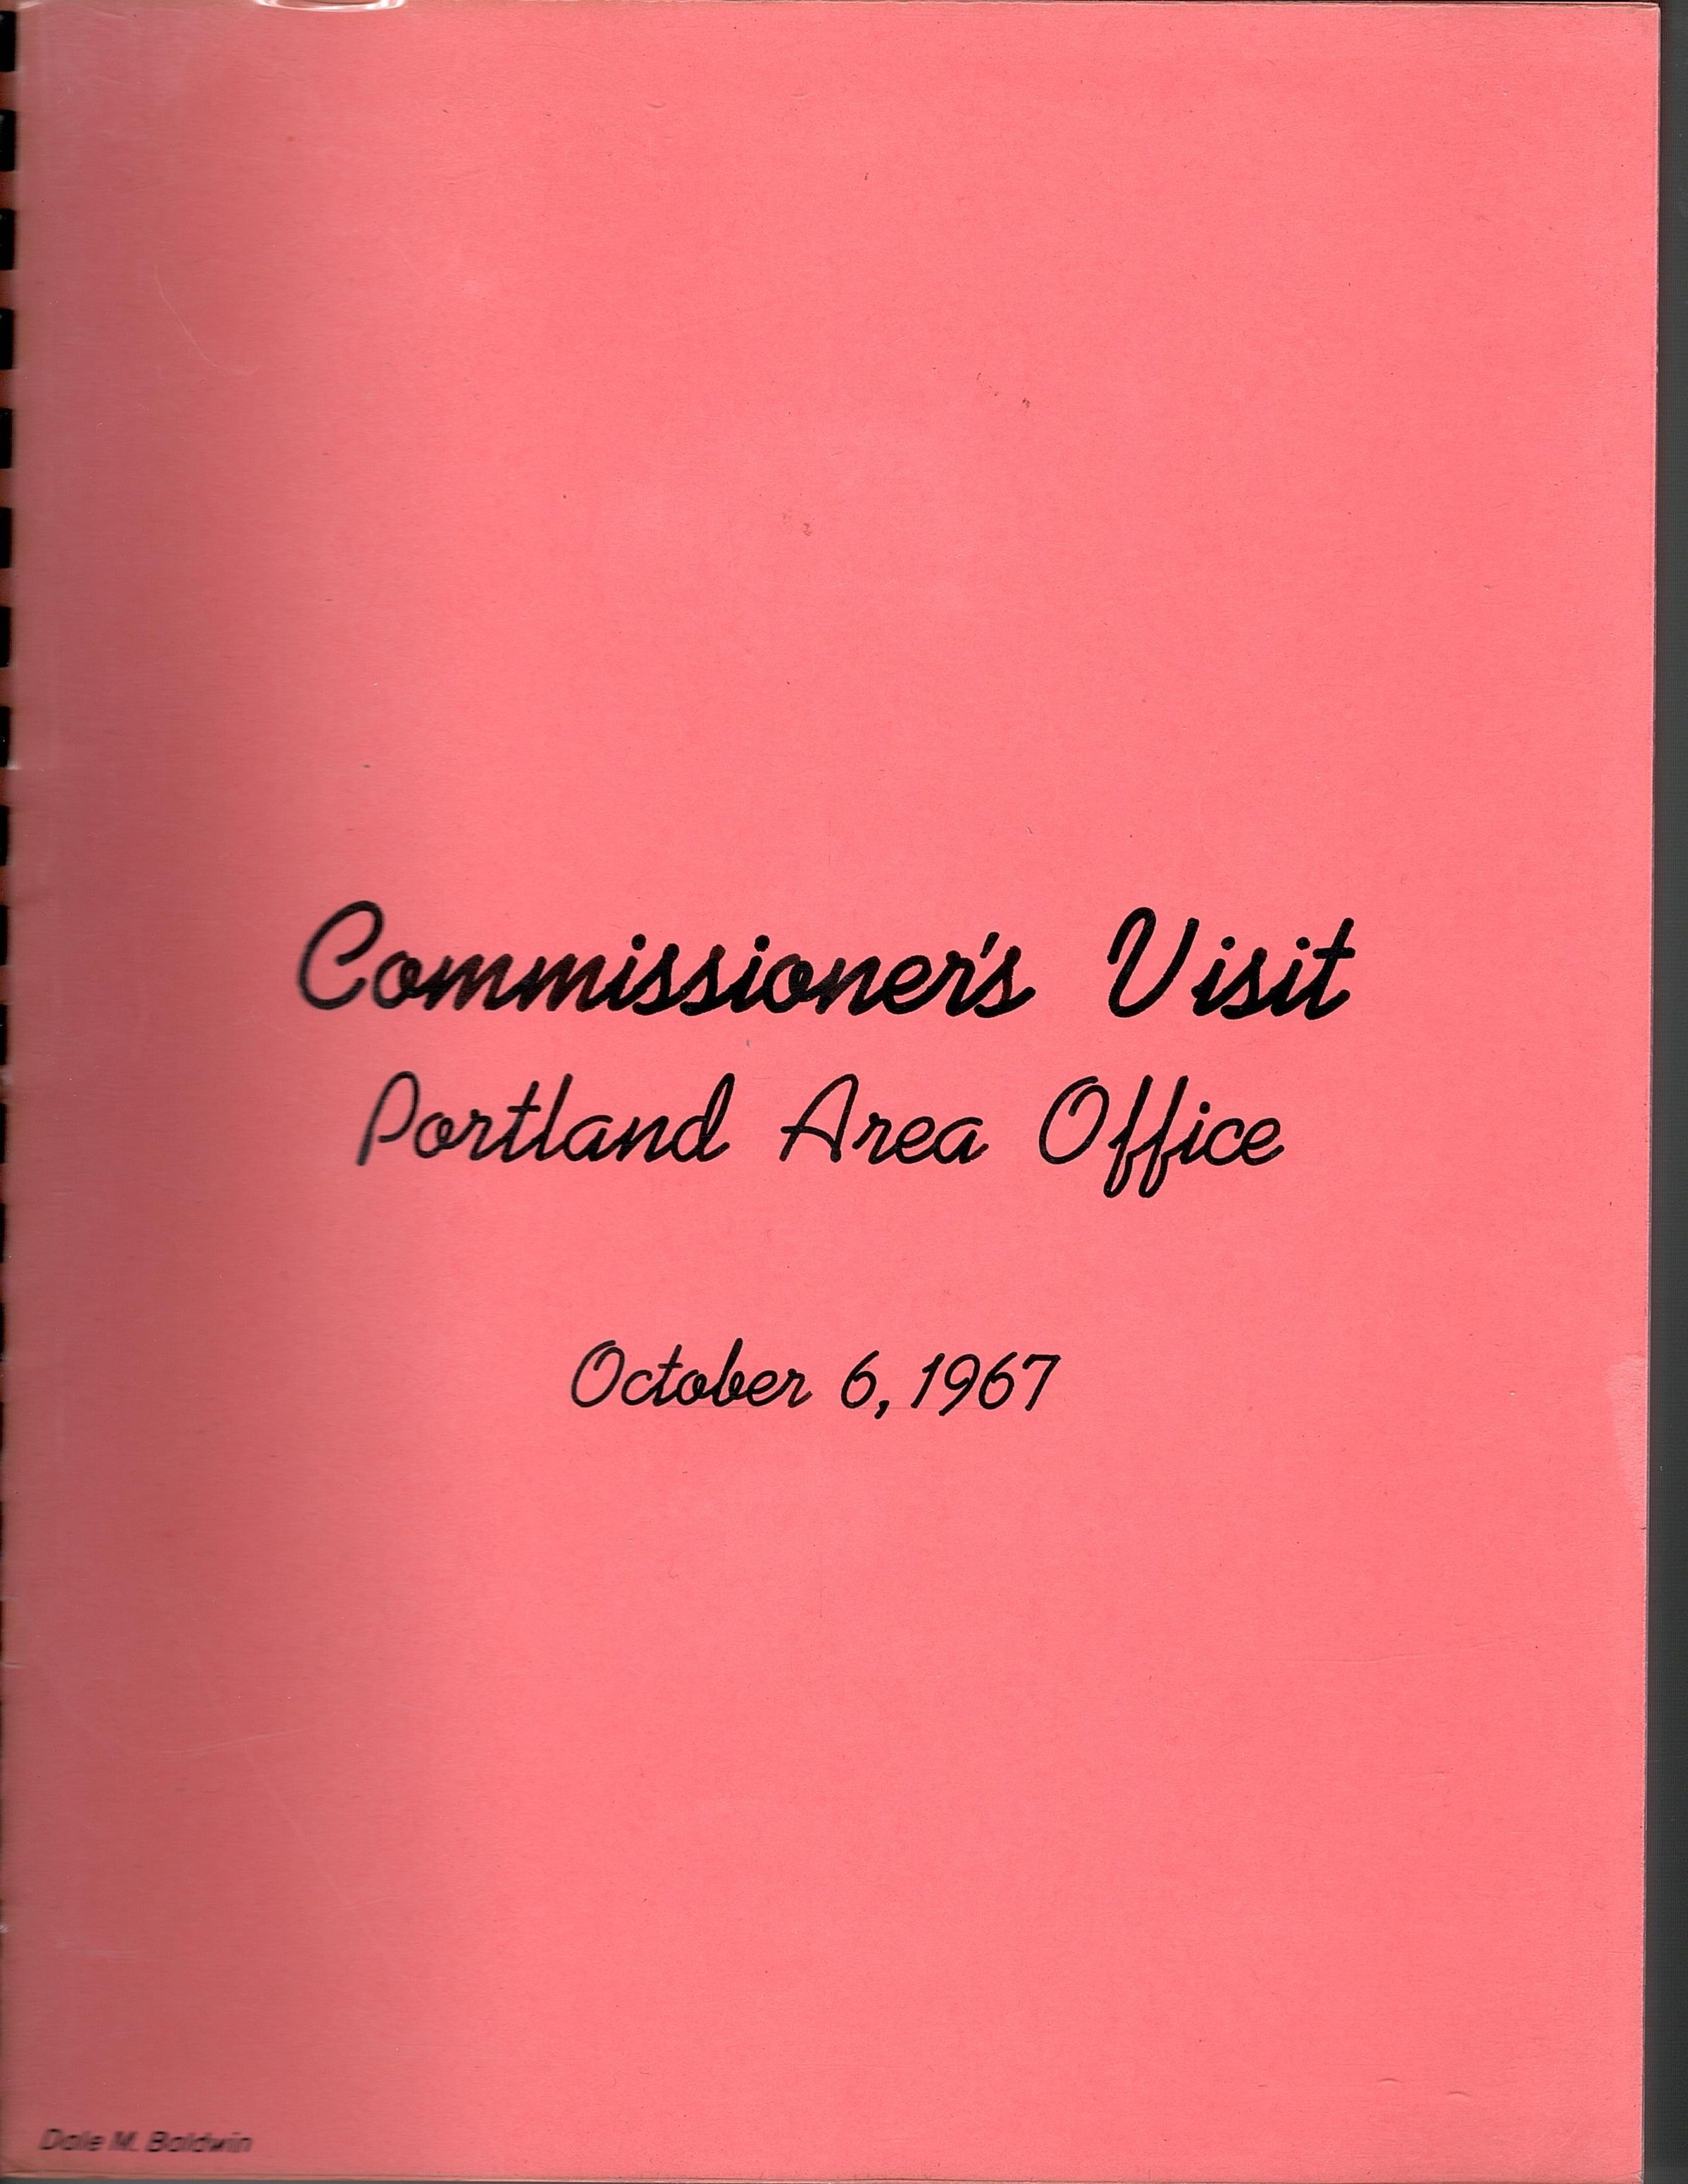 Commissioner's Visit
Portland Area Office
October 6, 1967
Dale M. Baldwin